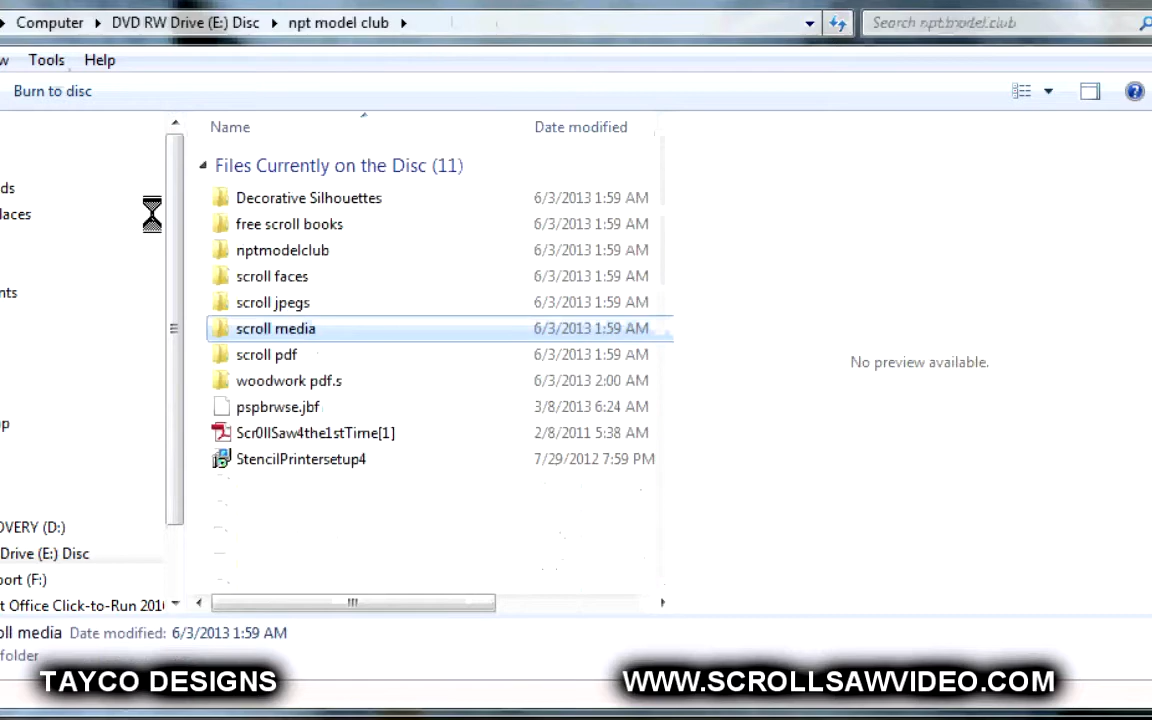 Computer DVD RW Drive (E:) Disc npt model club Search npt model club
w Tools Help
Burn to disc
Name Date modified
Files Currently on the Disc (11)
ds
Decorative Silhouettes 6/3/2013 1:59 AM
laces
free scroll books 6/3/2013 1:59 AM
nptmodelclub 6/3/2013 1:59 AM
scroll faces 6/3/2013 1:59 AM
nts
scroll jpegs 6/3/2013 1:59 AM
scroll media 6/3/2013 1:59 AM
scroll pdf 6/3/2013 1:59 AM
No preview available.
woodwork pdf.s 6/3/2013 2:00 AM
pspbrwse.jbf 3/8/2013 6:24 AM
p
Scr0llSaw4the1stTime[1] 2/8/2011 5:38 AM
StencilPrintersetup4 7/29/2012 7:59 PM
OVERY (D:)
Drive (E:) Disc
port (F:)
t Office Click-to-Run 201
oll media Date modified: 6/3/2013 1:59 AM
folder
TAYCO DESIGNS WWW.SCROLLSAWVIDEO.COM